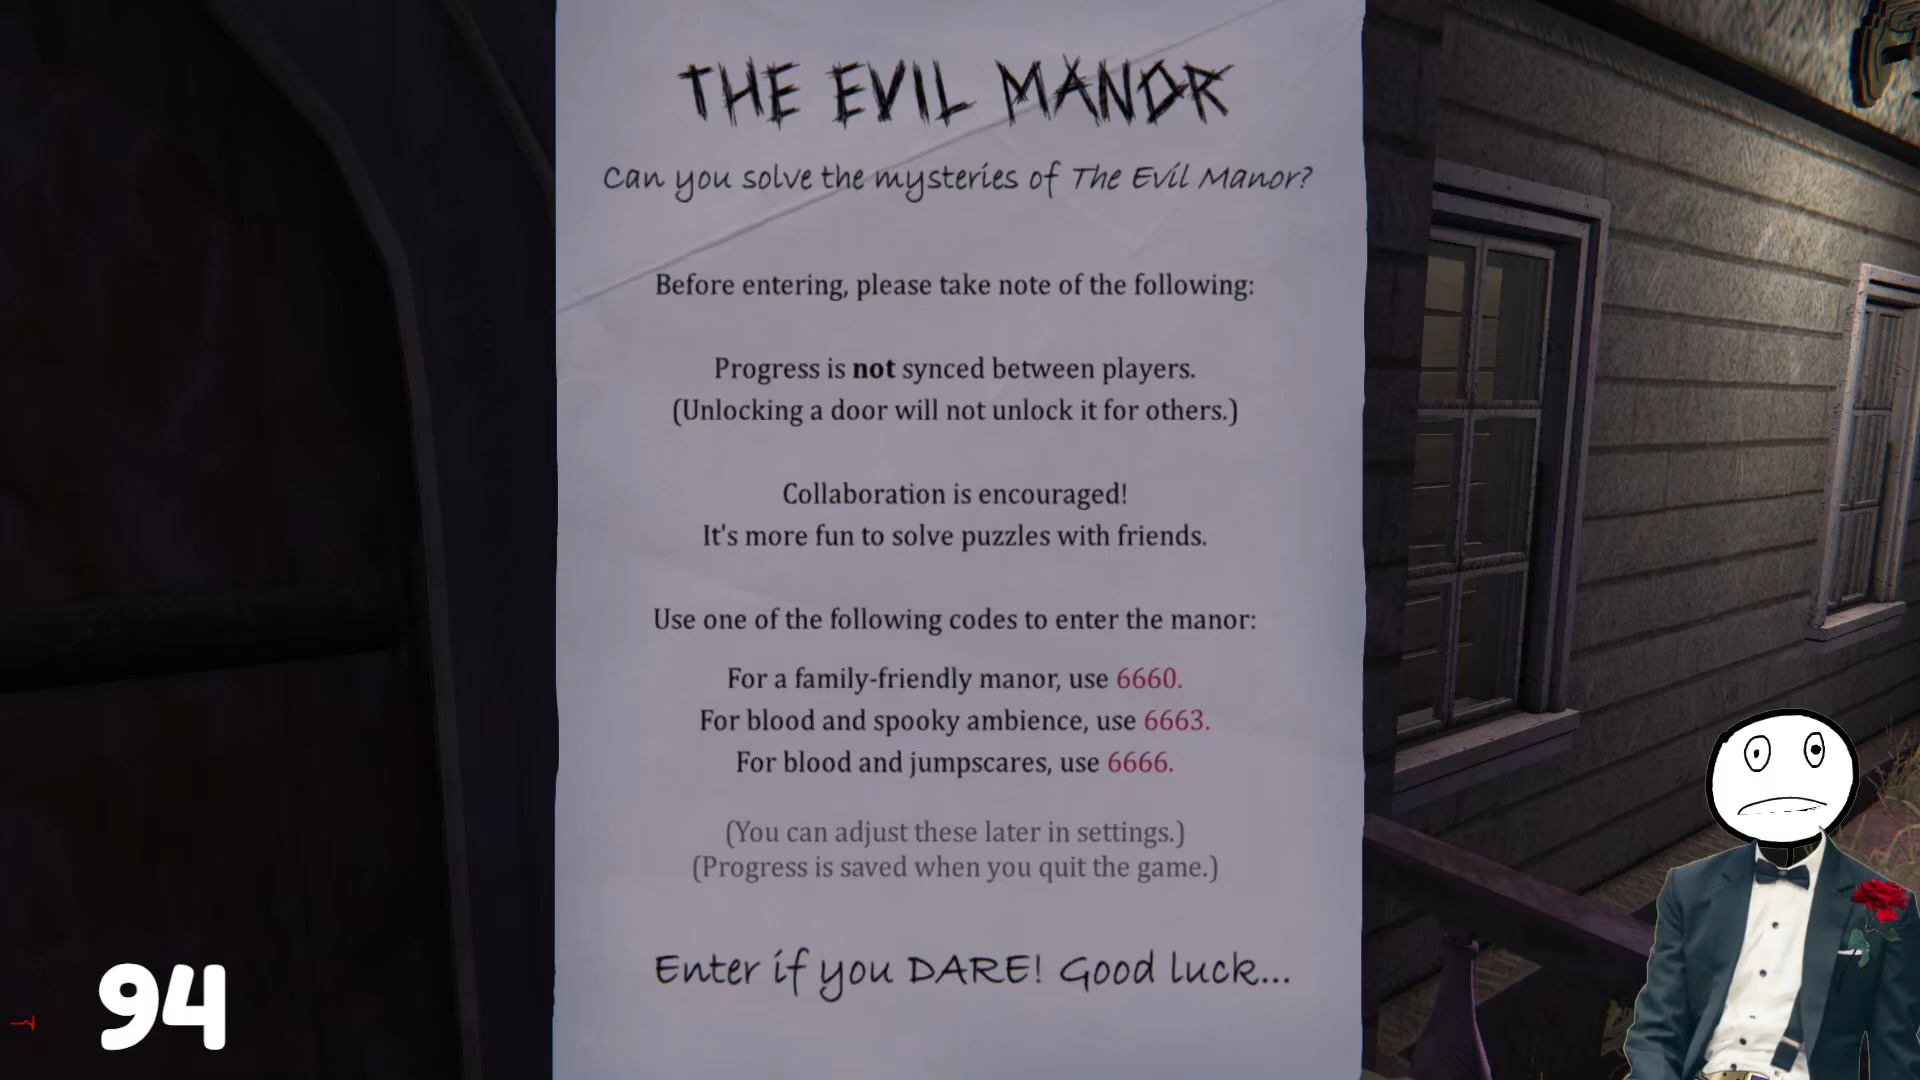 THE EVIL MANOR
Can you solve the mysteries of The Evil Manor?
Before entering, please take note of the following:
Progress is not synced between players.
(Unlocking a door will not unlock it for others.)
Collaboration is encouraged!
It's more fun to solve puzzles with friends.
Use one of the following codes to enter the manor:
For a family-friendly manor, use 6660.
For blood and spooky ambience, use 6663.
For blood and jumpscares, use 6666.
(You can adjust these later in settings.)
(Progress is saved when you quit the game.)
Enter if you DARE! Good luck...
94